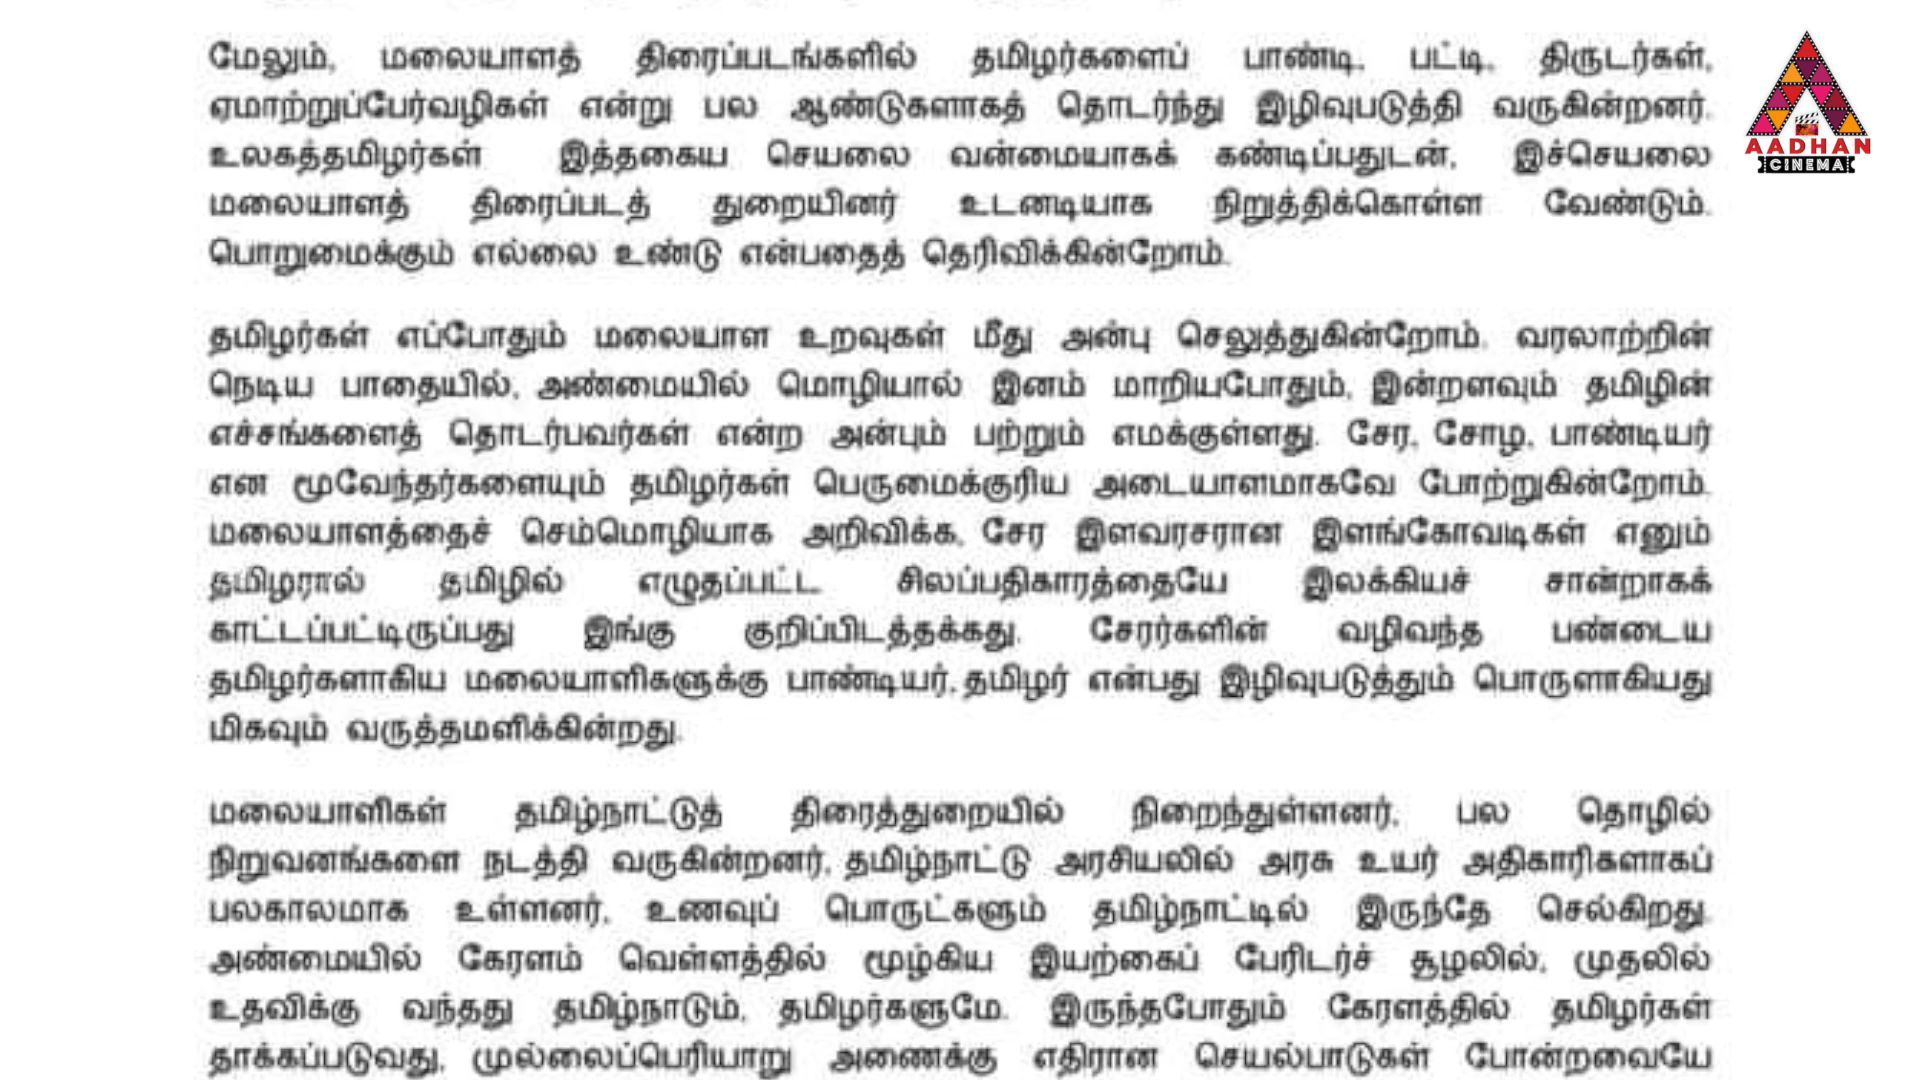 மேலும், மலையாளத் திரைப்படங்களில் தமிழர்களைப் பாண்டி, பட்டி, திருடர்கள்,
ஏமாற்றுப்பேர்வழிகள் என்று பல ஆண்டுகளாகத் தொடர்ந்து இழிவுபடுத்தி வருகின்றனர்.
உலகத்தமிழர்கள் இத்தகைய செயலை வன்மையாகக் கண்டிப்பதுடன், இச்செயலை
மலையாளத் திரைப்படத் துறையினர் உடனடியாக நிறுத்திக்கொள்ள வேண்டும்.
பொறுமைக்கும் எல்லை உண்டு என்பதைத் தெரிவிக்கின்றோம்.
தமிழர்கள் எப்போதும் மலையாள உறவுகள் மீது அன்பு செலுத்துகின்றோம். வரலாற்றின்
நெடிய பாதையில், அண்மையில் மொழியால் இனம் மாறியபோதும், இன்றளவும் தமிழின்
எச்சங்களைத் தொடர்பவர்கள் என்ற அன்பும் பற்றும் எமக்குள்ளது. சேர, சோழ, பாண்டியர்
என மூவேந்தர்களையும் தமிழர்கள் பெருமைக்குரிய அடையாளமாகவே போற்றுகின்றோம்.
மலையாளத்தைச் செம்மொழியாக அறிவிக்க, சேர இளவரசரான இளங்கோவடிகள் எனும்
தமிழரால் தமிழில் எழுதப்பட்ட சிலப்பதிகாரத்தையே இலக்கியச் சான்றாகக்
காட்டப்பட்டிருப்பது இங்கு குறிப்பிடத்தக்கது. சேரர்களின் வழிவந்த பண்டைய
தமிழர்களாகிய மலையாளிகளுக்கு பாண்டியர், தமிழர் என்பது இழிவுபடுத்தும் பொருளாகியது
மிகவும் வருத்தமளிக்கின்றது.
மலையாளிகள் தமிழ்நாட்டுத் திரைத்துறையில் நிறைந்துள்ளனர், பல தொழில்
நிறுவனங்களை நடத்தி வருகின்றனர், தமிழ்நாட்டு அரசியலில் அரசு உயர் அதிகாரிகளாகப்
பலகாலமாக உள்ளனர், உணவுப் பொருட்களும் தமிழ்நாட்டில் இருந்தே செல்கிறது.
அண்மையில் கேரளம் வெள்ளத்தில் மூழ்கிய இயற்கைப் பேரிடர்ச் சூழலில், முதலில்
உதவிக்கு வந்தது தமிழ்நாடும், தமிழர்களுமே. இருந்தபோதும் கேரளத்தில் தமிழர்கள்
தாக்கப்படுவது, முல்லைப்பெரியாறு அணைக்கு எதிரான செயல்பாடுகள் போன்றவையே
AADHAN
CINEMA